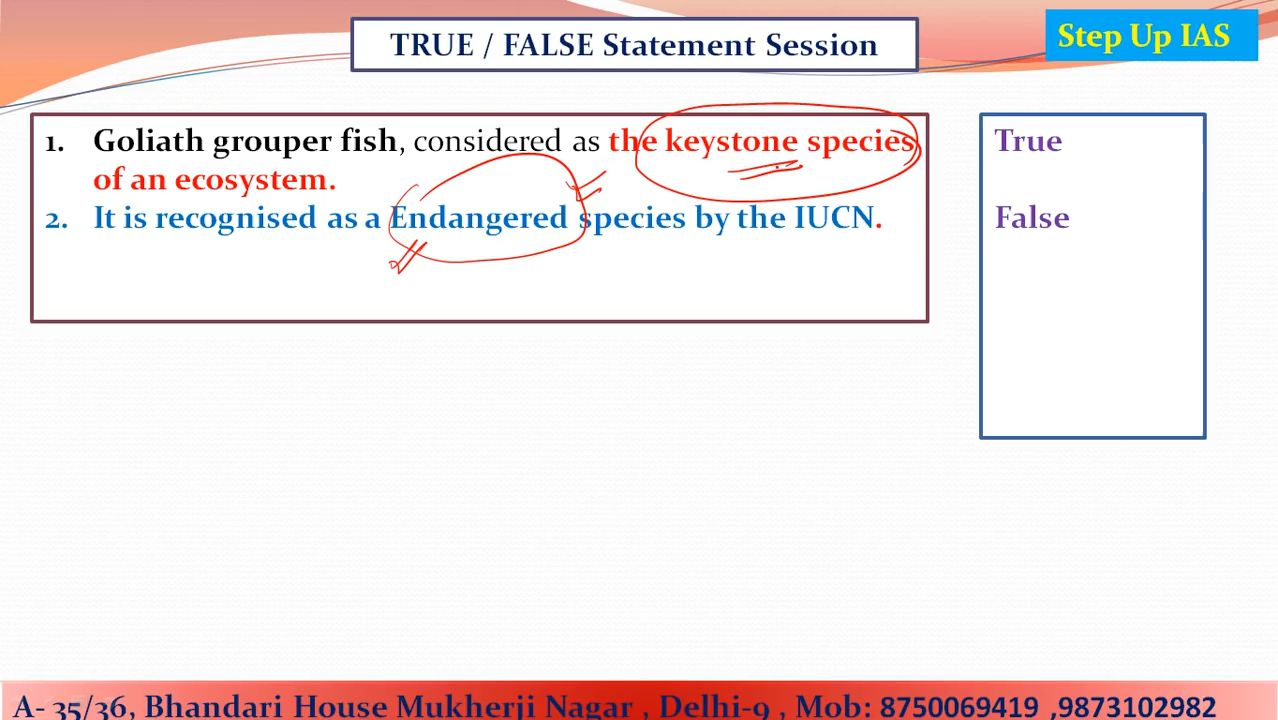 TRUE / FALSE Statement Session
Step Up IAS
1. Goliath grouper fish, considered as the keystone species
of an ecosystem.
2. It is recognised as a Endangered species by the IUCN.
True
False
A- 35/36, Bhandari House Mukherji Nagar , Delhi-9 , Mob: 8750069419 ,9873102982